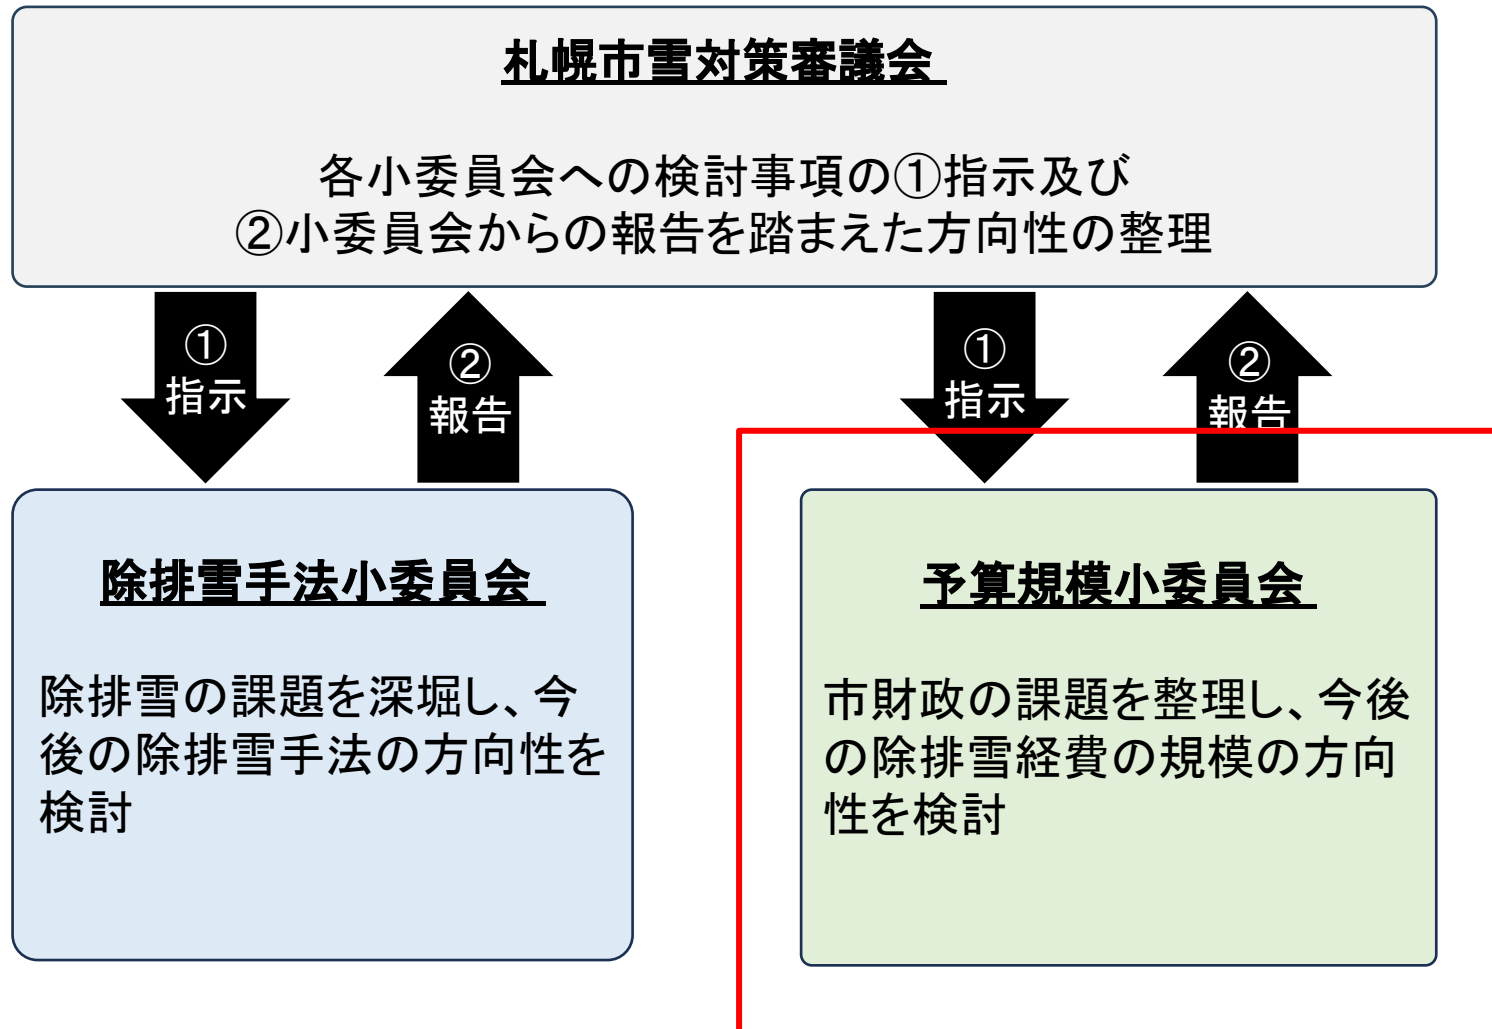 札幌市雪対策審議会
各小委員会への検討事項の①指示及び
②小委員会からの報告を踏まえた方向性の整理
①
指示
②
報告
①
指示
②
報告
除排雪手法小委員会
除排雪の課題を深堀し、今
後の除排雪手法の方向性を
検討
予算規模小委員会
市財政の課題を整理し、今後
の除排雪経費の規模の方向
性を検討